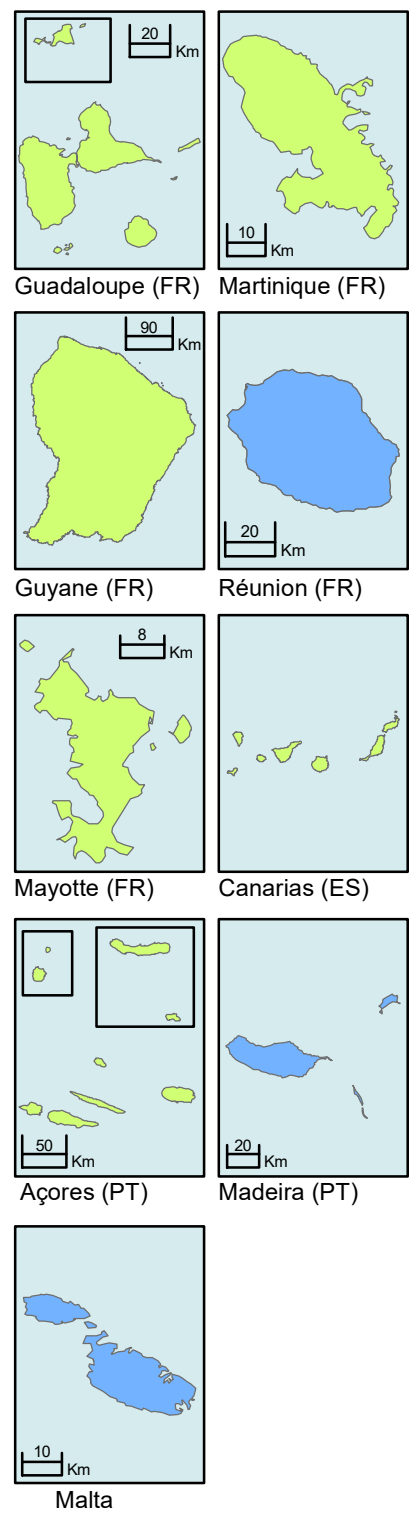 20
Km
Guadaloupe (FR)
10
Km
Martinique (FR)
90
Km
Guyane (FR)
20
Km
Réunion (FR)
8
Km
Mayotte (FR)
Canarias (ES)
50
Km
Açores (PT)
20
Km
Madeira (PT)
10
Km
Malta